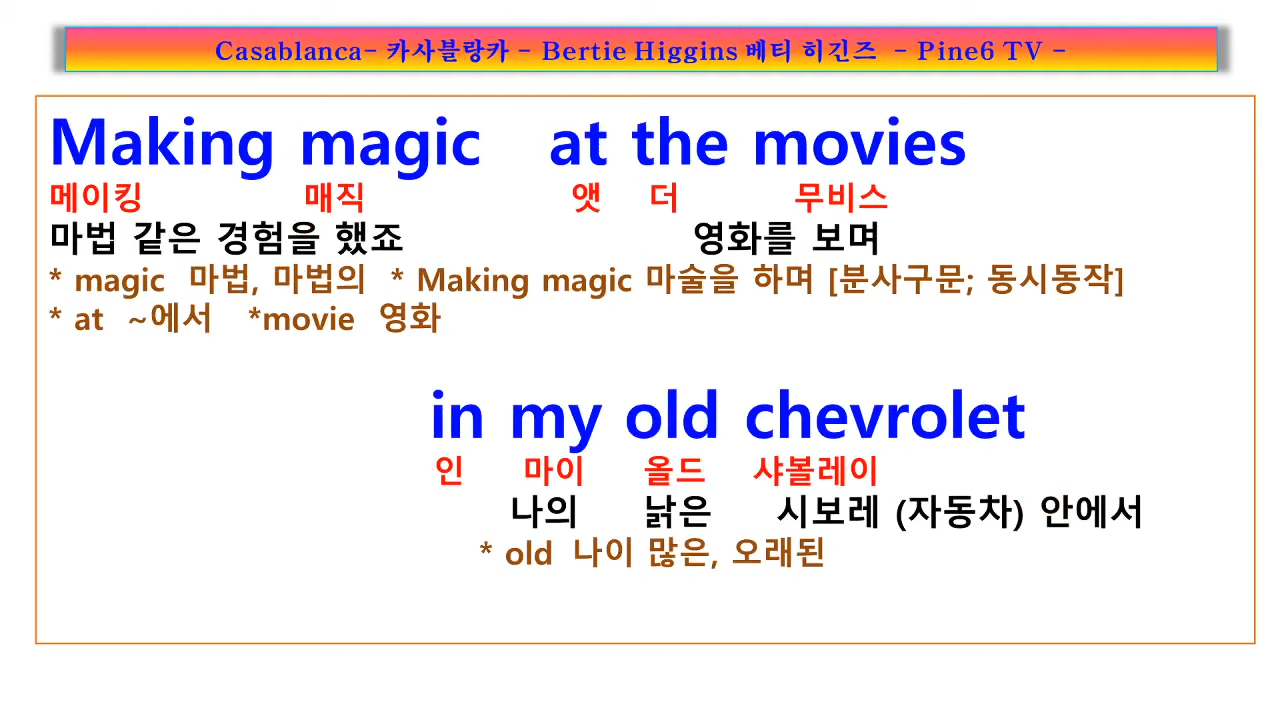 Casablanca- 카사블랑카 - Bertie Higgins 베티 히긴즈 - Pine6 TV -
Making magic at the movies
메이킹 매직 앳 더 무비스
마법 같은 경험을 했죠 영화를 보며
* magic 마법, 마법의 * Making magic 마술을 하며 [분사구문; 동시동작]
* at ~에서 *movie 영화
in my old chevrolet
인 마이 올드 샤볼레이
나의 낡은 시보레 (자동차) 안에서
* old 나이 많은, 오래된